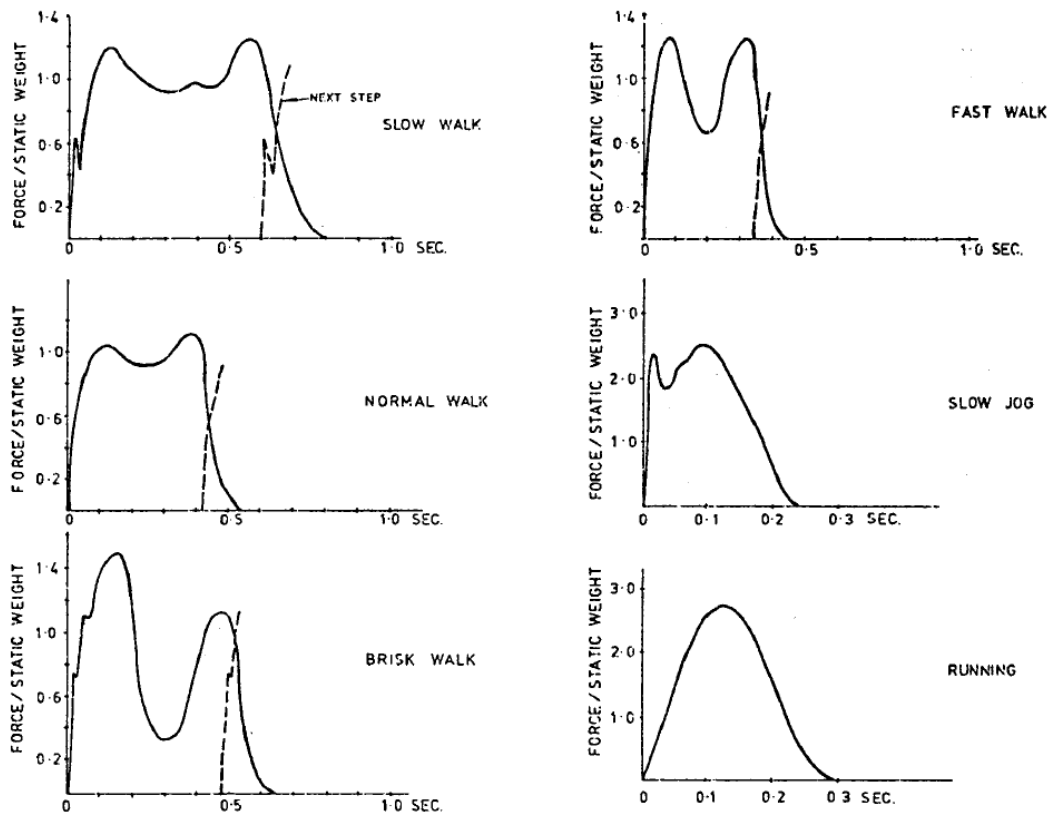 FORCE/STATIC WEIGHT
1·4
1·0
0·6
0·2
0
0·5
1·0 SEC.
NEXT STEP
SLOW WALK
FORCE/STATIC WEIGHT
1·4
1·0
0·6
0·2
0
0·5
1·0 SEC.
FAST WALK
FORCE/STATIC WEIGHT
1·0
0·6
0·2
0
0·5
1·0 SEC.
NORMAL WALK
FORCE/STATIC WEIGHT
3·0
2·0
1·0
0
0·1
0·2
0·3 SEC.
SLOW JOG
FORCE/STATIC WEIGHT
1·4
1·0
0·6
0·2
0
0·5
1·0 SEC.
BRISK WALK
FORCE/STATIC WEIGHT
3·0
2·0
1·0
0
0·1
0·2
0·3 SEC.
RUNNING